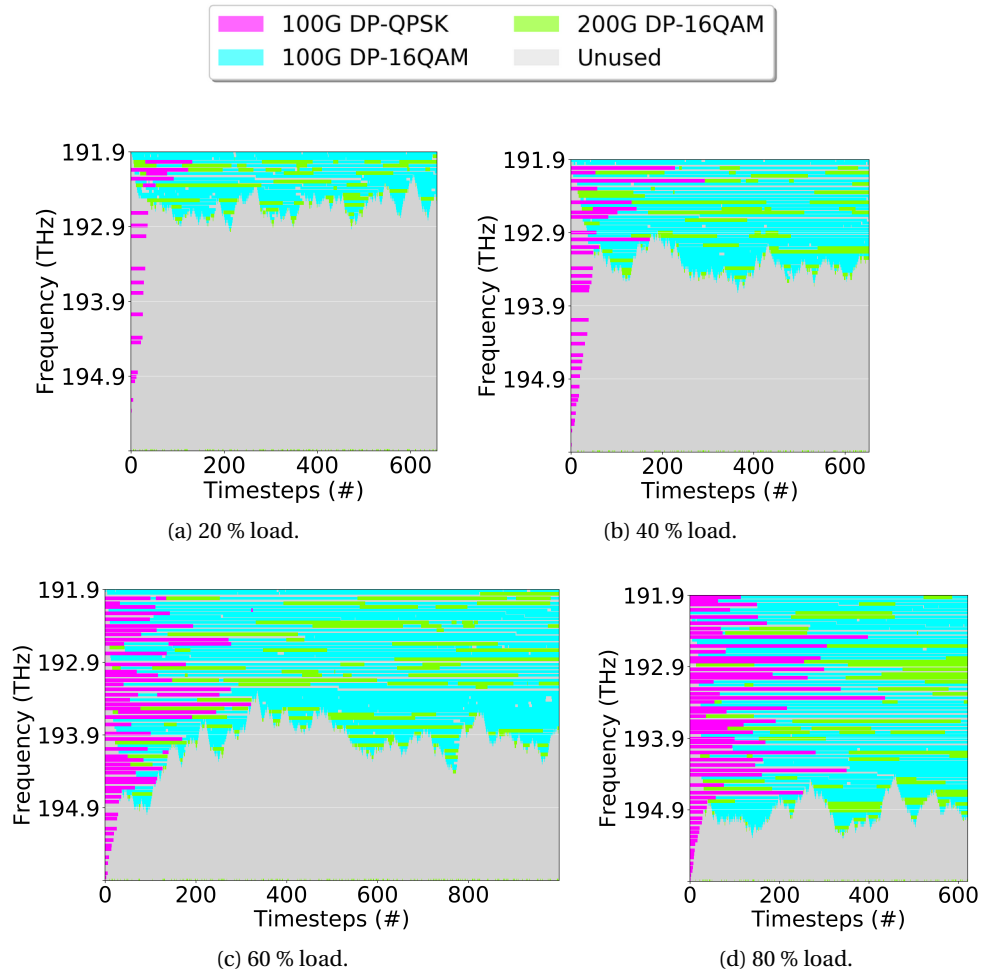 100G DP-QPSK 200G DP-16QAM
100G DP-16QAM Unused
191.9
192.9
193.9
194.9
Frequency (THz)
0 200 400 600
Timesteps (#)
(a) 20 % load.
191.9
192.9
193.9
194.9
Frequency (THz)
0 200 400 600
Timesteps (#)
(b) 40 % load.
191.9
192.9
193.9
194.9
Frequency (THz)
0 200 400 600 800
Timesteps (#)
(c) 60 % load.
191.9
192.9
193.9
194.9
Frequency (THz)
0 200 400 600
Timesteps (#)
(d) 80 % load.